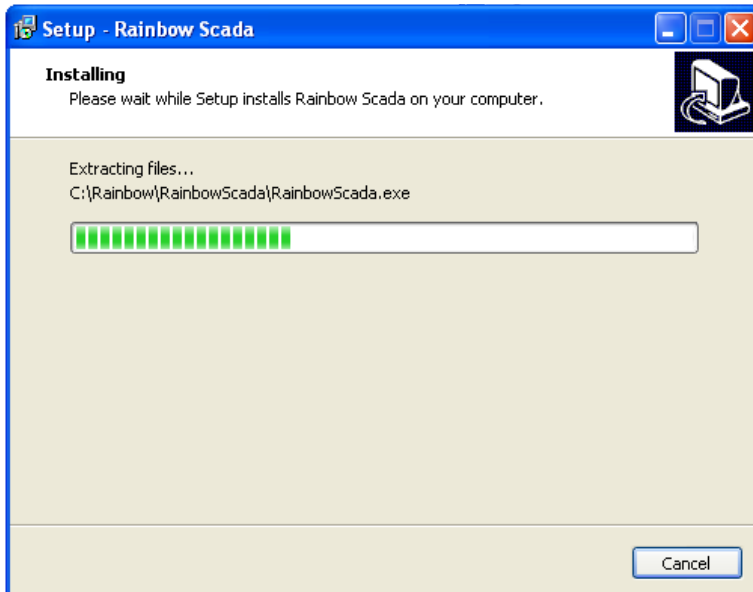 Setup - Rainbow Scada
Installing
Please wait while Setup installs Rainbow Scada on your computer.
Extracting files...
C:\Rainbow\RainbowScada\RainbowScada.exe
Cancel